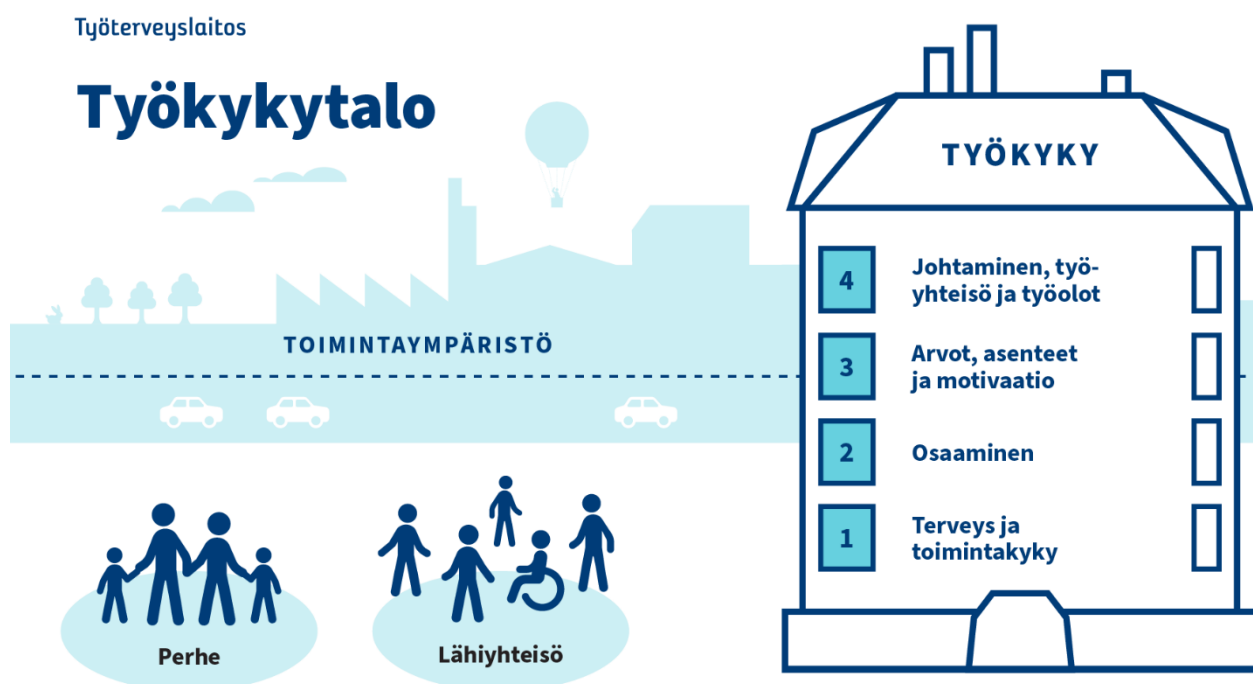 Työterveyslaitos
Työkykytalo
TYÖKYKY
4
Johtaminen, työ-
yhteisö ja työolot
3
Arvot, asenteet
ja motivaatio
2
Osaaminen
1
Terveys ja
toimintakyky
TOIMINTAYMPÄRISTÖ
Perhe
Lähiyhteisö